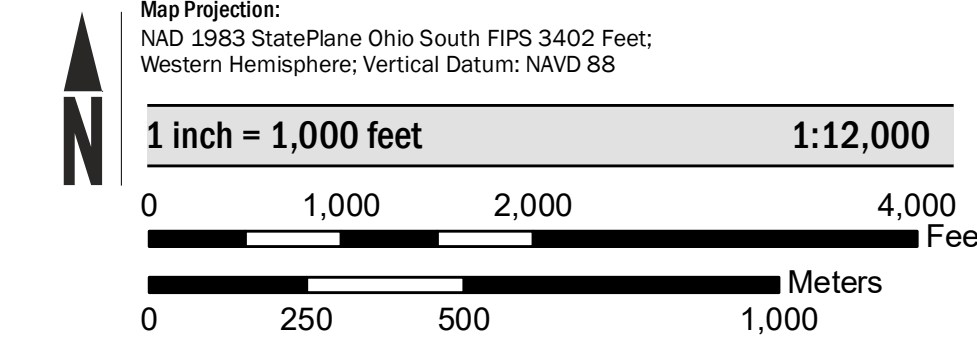 Map Projection:
NAD 1983 StatePlane Ohio South FIPS 3402 Feet;
Western Hemisphere; Vertical Datum: NAVD 88
N
1 inch = 1,000 feet 1:12,000
0 1,000 2,000 4,000
Fee
Meters
0 250 500 1,000